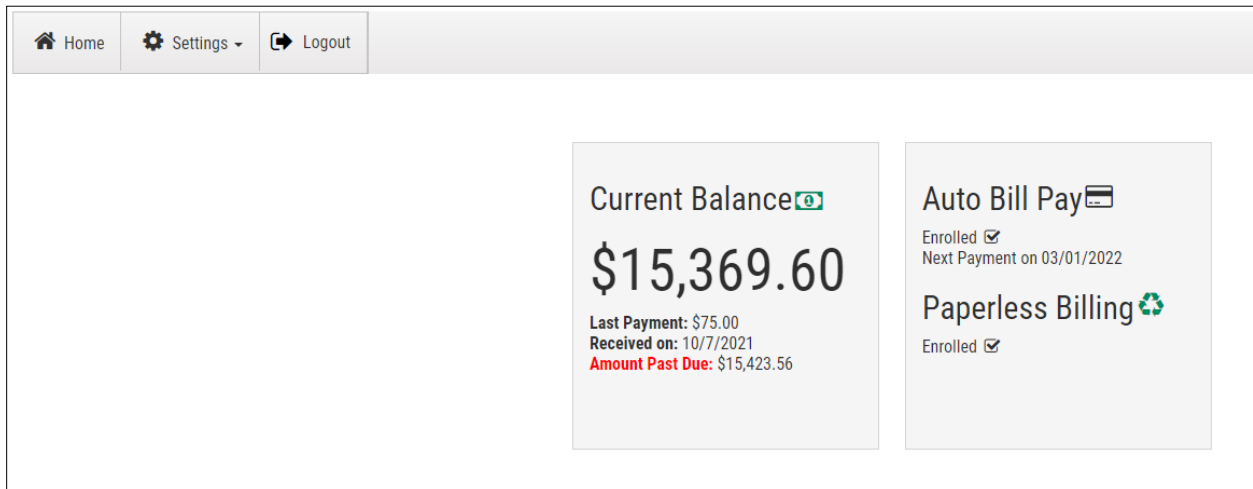 Home Settings Logout
Current Balance
$15,369.60
Last Payment: $75.00
Received on: 10/7/2021
Amount Past Due: $15,423.56
Auto Bill Pay
Enrolled
Next Payment on 03/01/2022
Paperless Billing
Enrolled